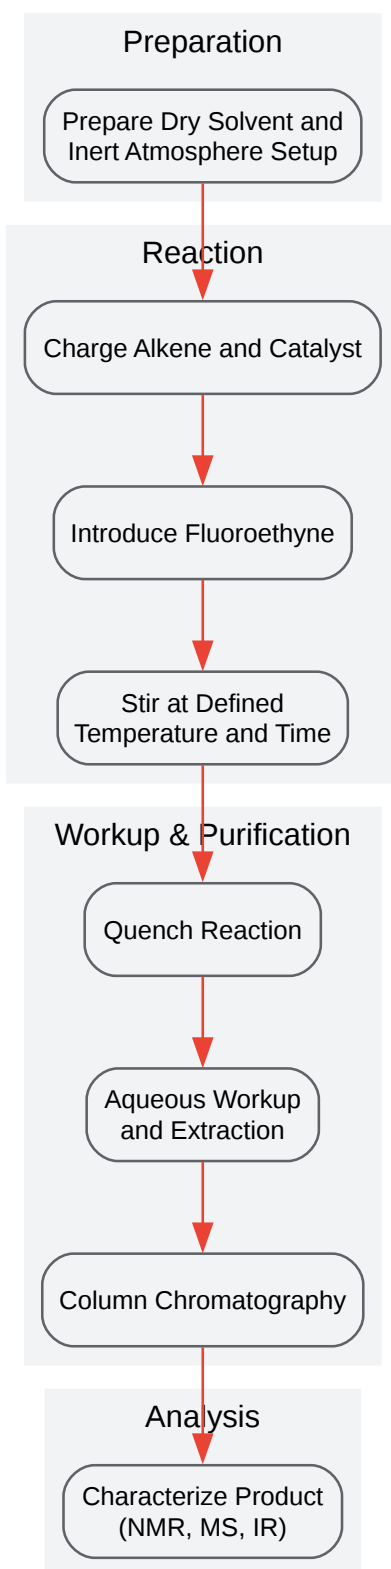 Preparation
Prepare Dry Solvent and
Inert Atmosphere Setup
Reaction
Charge Alkene and Catalyst
Introduce Fluoroethyne
Stir at Defined
Temperature and Time
Workup & Purification
Quench Reaction
Aqueous Workup
and Extraction
Column Chromatography
Analysis
Characterize Product
(NMR, MS, IR)